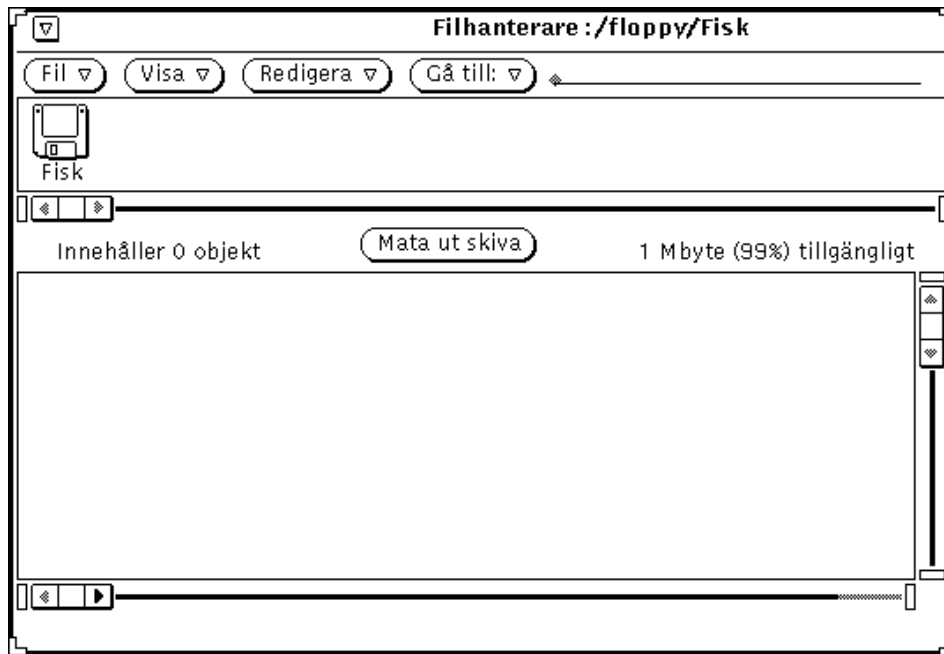 Filhanterare :/floppy/Fisk
Fil Visa Redigera Gå till:
Fisk
Innehåller 0 objekt Mata ut skiva 1 Mbyte (99%) tillgängligt